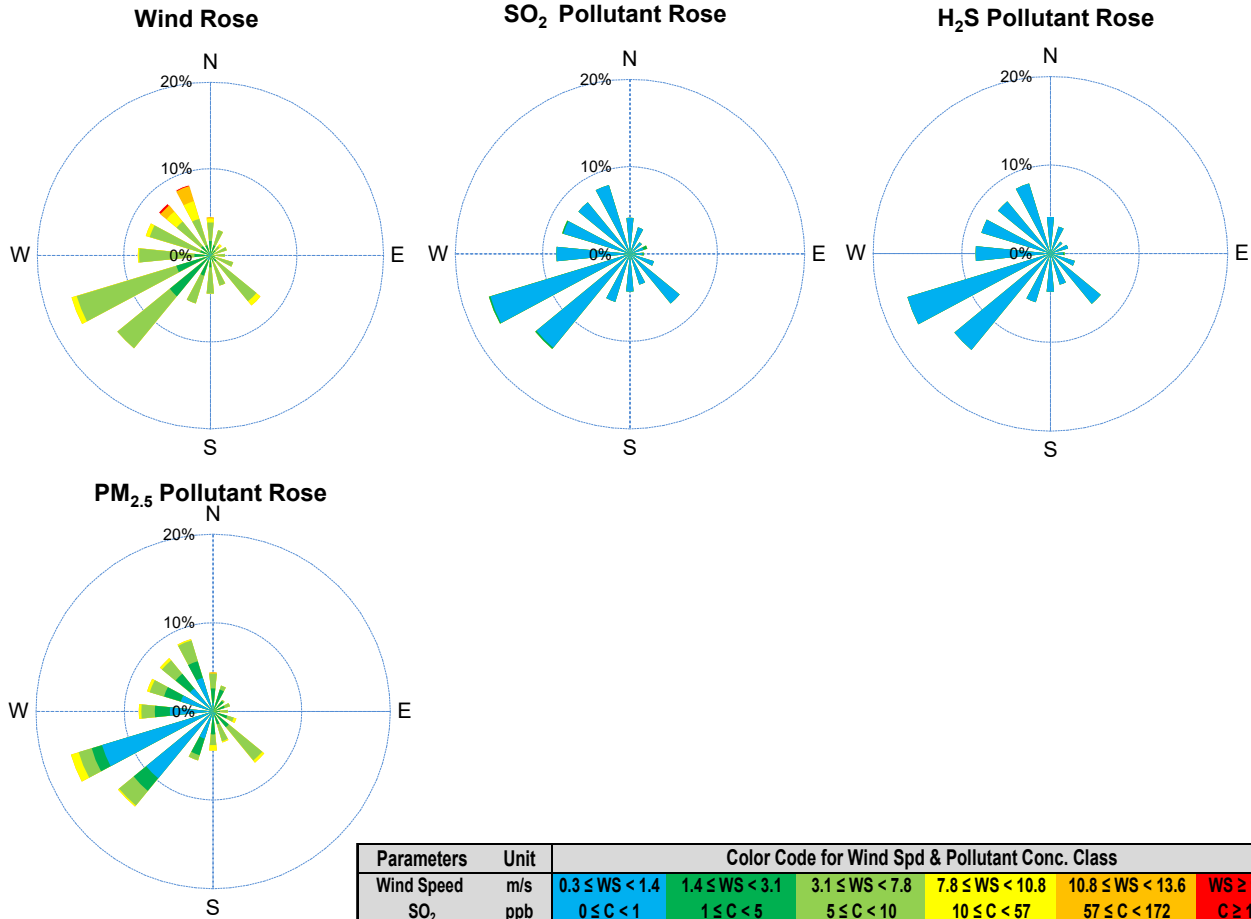 Wind Rose
N
20%
10%
0%
W
E
S
SO₂ Pollutant Rose
N
20%
10%
0%
W
E
S
H₂S Pollutant Rose
N
20%
10%
0%
W
E
S
PM₂.₅ Pollutant Rose
N
20%
10%
0%
W
E
S
Parameters Unit Color Code for Wind Spd & Pollutant Conc. Class
Wind Speed m/s 0.3 ≤ WS < 1.4 1.4 ≤ WS < 3.1 3.1 ≤ WS < 7.8 7.8 ≤ WS < 10.8 10.8 ≤ WS < 13.6 WS ≥
SO₂ ppb 0 ≤ C < 1 1 ≤ C < 5 5 ≤ C < 10 10 ≤ C < 57 57 ≤ C < 172 C ≥